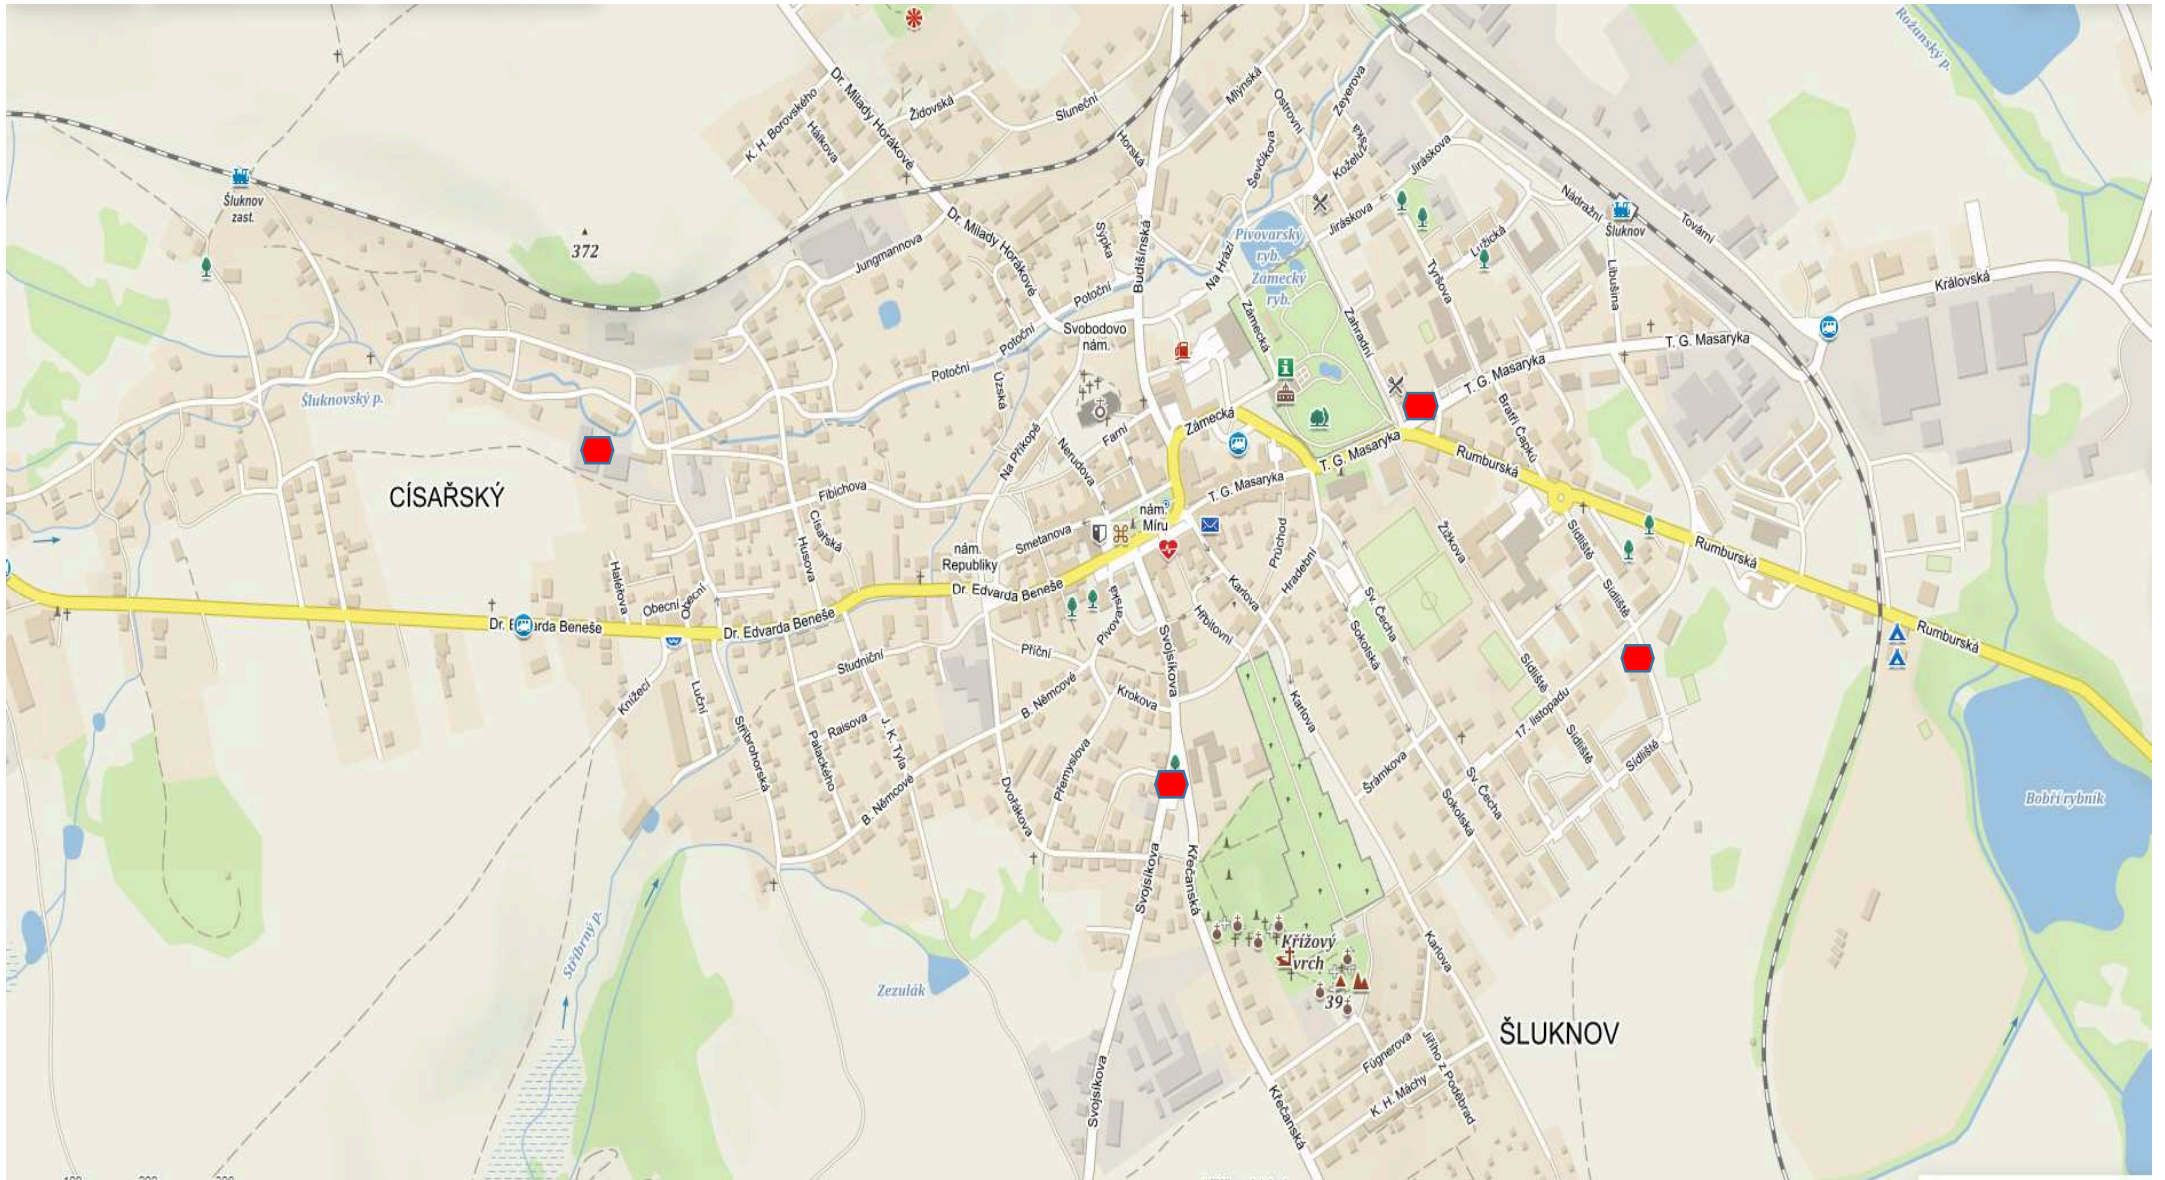 Rožanský p.
Dr. Milady Horákové
K. H. Borovského
Hálkova
Židovská
Sluneční
Horská
Mlýnská
Ostrovní
Zeyerova
Ševčíkova
Koželužská
Jiráskova
Šluknov
zast.
372
Jungmannova
Dr. Milady Horákové
Sypka
Budišínská
Na Hrázi
Pivovarský
ryb.
Zámecký
ryb.
Jiráskova
Lužická
Tyršova
Nádražní
Šluknov
Tovární
Libušina
Královská
Potoční
Svobodovo
nám.
Potoční
Potoční
Zámecká
Zahradní
T. G. Masaryka
T. G. Masaryka
Šluknovský p.
Úzská
Na Příkopě
Farní
Nerudova
Zámecká
T. G. Masaryka
Bratří Čapků
Rumburská
CÍSAŘSKÝ
Fibichova
Císařská
Husova
T. G. Masaryka
nám.
Míru
Smetanova
nám.
Republiky
Průchod
Hradební
Žižkova
Sídliště
Rumburská
Haléřova
Obecní
Obecní
Dr. Edvarda Beneše
Dr. Edvarda Beneše
Dr. Edvarda Beneše
Pivovarská
Karlova
Hřbitovní
Sv. Čecha
Sokolská
Sídliště
Rumburská
Studniční
Příční
Svojsíkova
Knížecí
Luční
Stříbrohorská
Raisova
Palackého
J. K. Tyla
B. Němcové
Krokova
Karlova
Sídliště
17. listopadu
Sídliště
Sídliště
B. Němcové
Přemyslova
Dvořákova
Šrámkova
Sv. Čecha
Sokolská
Bobří rybník
Svojsíkova
Křečanská
Stříbrný p.
Zezulák
Křížový
vrch
39
Karlova
ŠLUKNOV
Svojsíkova
Fügnerova
Jiřího z Poděbrad
K. H. Máchy
Křečanská